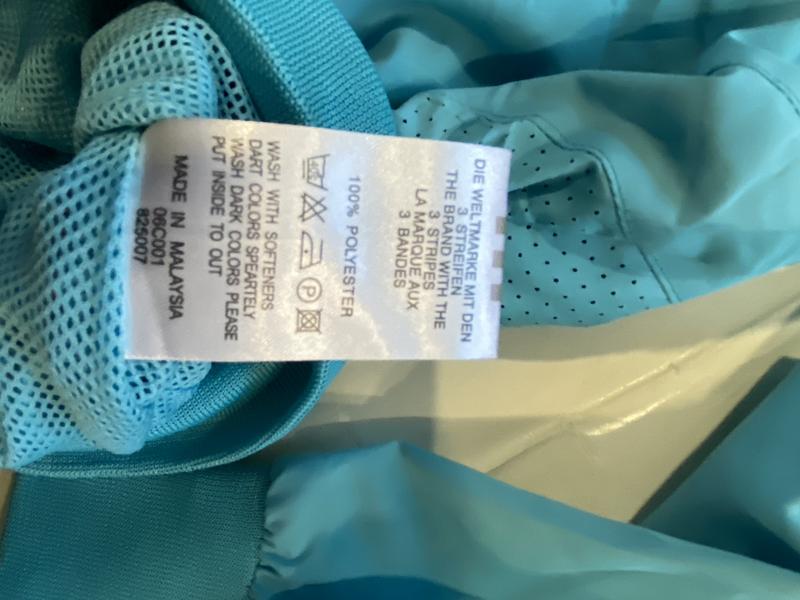 DIE WELTMARKE MIT DEN
3. STREIFEN
THE BRAND WITH THE
3. STRIPES
LA MARQUE AUX
3 BANDES
100% POLYESTER
P
WASH WITH SOFTENERS
DART COLORS SPEARTELY
WASH DARK COLORS PLEASE
PUT INSIDE TO OUT
MADE IN MALAYSIA
06C001
825007